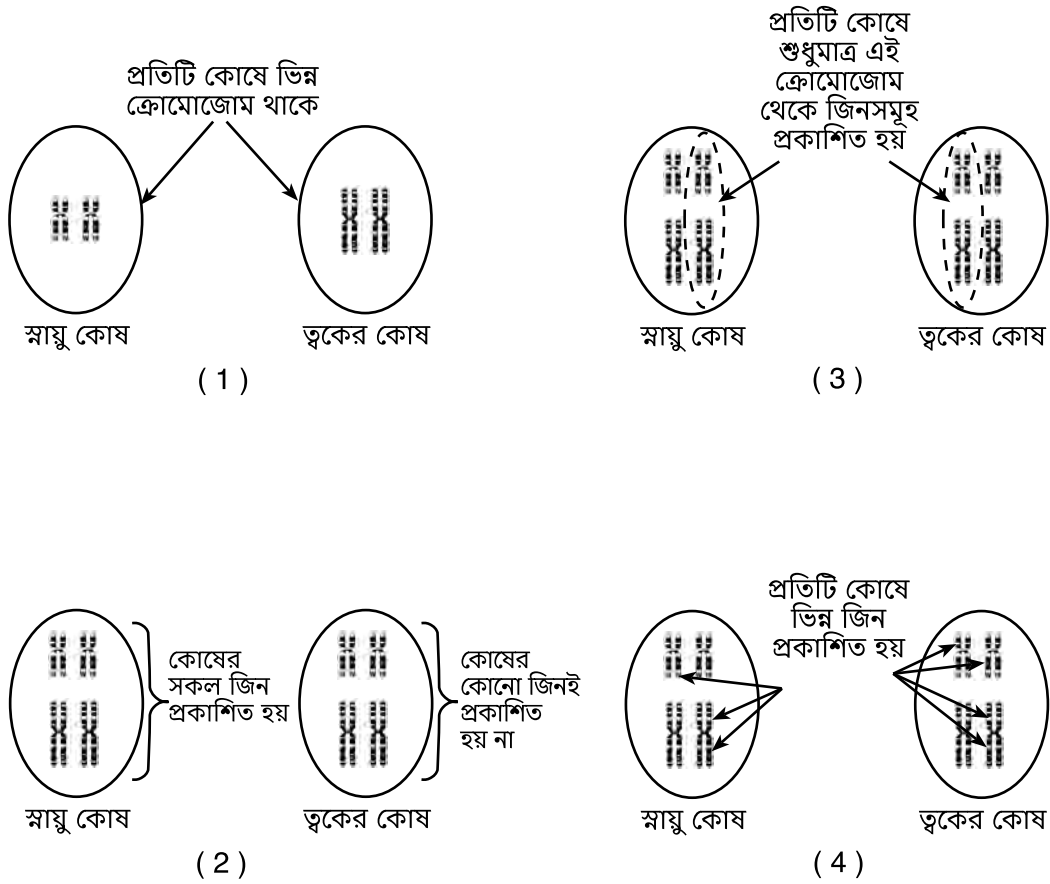 প্রতিটি কোষে ভিন্ন
ক্রোমোজোম থাকে
স্নায়ু কোষ
ত্বকের কোষ
( 1 )
প্রতিটি কোষে
শুধুমাত্র এই
ক্রোমোজোম
থেকে জিনসমূহ
প্রকাশিত হয়
স্নায়ু কোষ
ত্বকের কোষ
( 3 )
কোষের
সকল জিন
প্রকাশিত হয়
কোষের
কোনো জিনই
প্রকাশিত
হয় না
স্নায়ু কোষ
ত্বকের কোষ
( 2 )
প্রতিটি কোষে
ভিন্ন জিন
প্রকাশিত হয়
স্নায়ু কোষ
ত্বকের কোষ
( 4 )